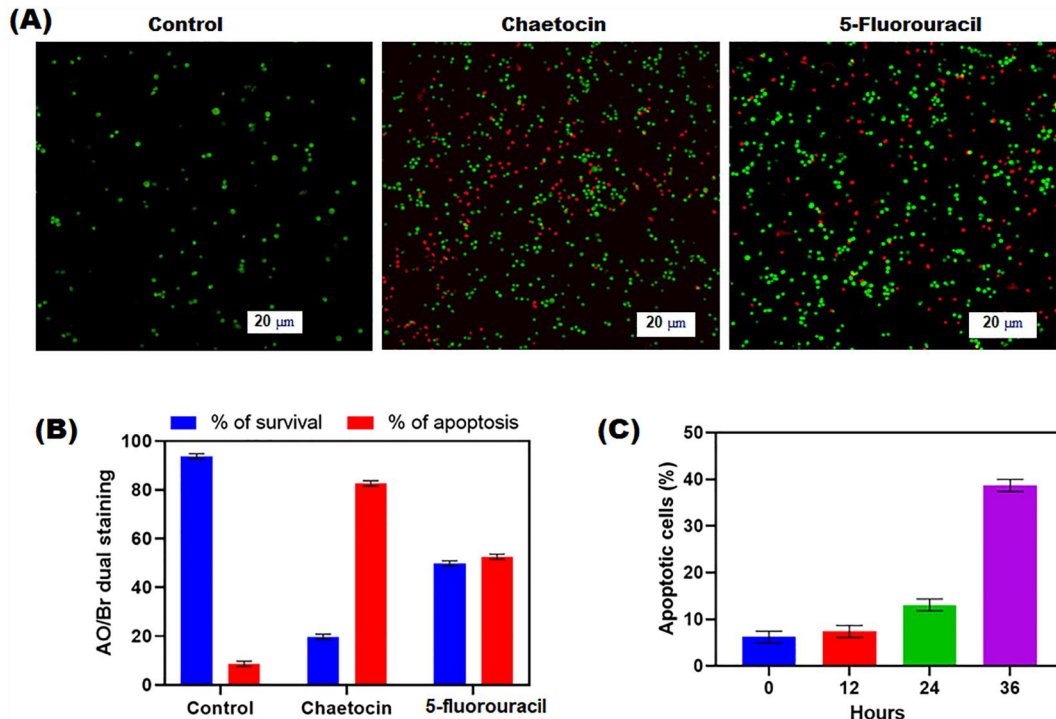 (A)
Control
Chaetocin
5-Fluorouracil
20 μm
20 μm
20 μm
(B)
% of survival
% of apoptosis
AO/Br dual staining
100
80
60
40
20
0
Control
Chaetocin
5-fluorouracil
(C)
Apoptotic cells (%)
50
40
30
20
10
0
0
12
24
36
Hours